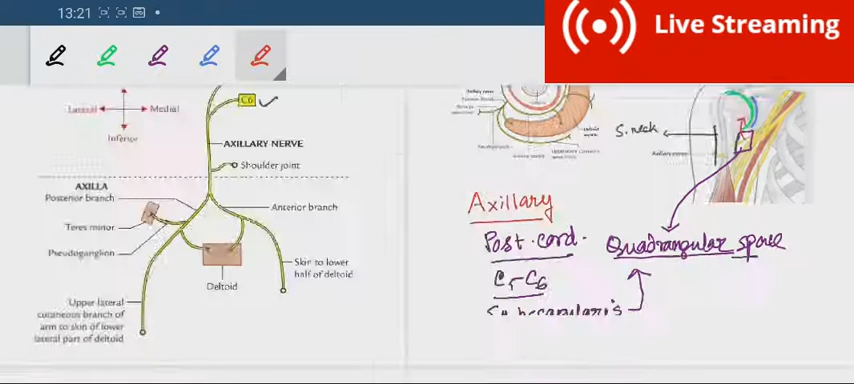 13:21
Live Streaming
Lateral
Medial
Inferior
C6
AXILLARY NERVE
Shoulder joint
AXILLA
Posterior branch
Anterior branch
Teres minor
Pseudoganglion
Deltoid
Skin to lower
half of deltoid
Upper lateral
cutaneous branch of
arm to skin of lower
lateral part of deltoid
S. neck
Axillary
Post. cord.
Quadrangular space
C5-C6
Subscapularis